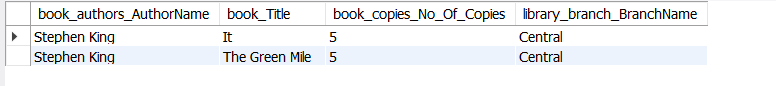 book_authors_AuthorName book_Title book_copies_No_Of_Copies library_branch_BranchName
Stephen King It 5 Central
Stephen King The Green Mile 5 Central